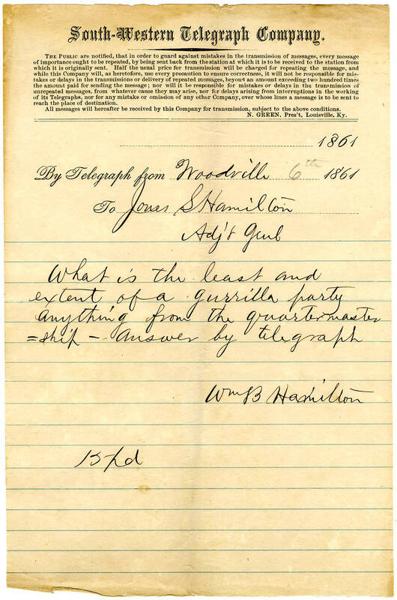 South-Western Telegraph Company.
THE PUBLIC are notified, that in order to guard against mistakes in the transmission of messages, every message
of importance ought to be repeated, by being sent back from the station at which it is to be received to the station from
which it is originally sent. Half the usual price for transmission will be charged for repeating the message, and
while this Company will, as heretofore, use every precaution to ensure correctness, it will not be responsible for mis-
takes or delays in the transmissions or delivery of repeated messages, beyond an amount exceeding two hundred times
the amount paid for sending the message; nor will it be responsible for mistakes or delays in the transmission of
unrepeated messages, from whatever cause they may arise, nor for delays arising from interruptions in the working
of its Telegraphs, nor for any mistake or omission of any other Company, over whose lines a message is to be sent to
reach the place of destination.
All messages will hereafter be received by this Company for transmission, subject to the above conditions.
N. GREEN, Pres't, Louisville, Ky.
1861
By Telegraph from Woodville 6th 1861
To Jones S Hamilton
Adj't Genl
What is the least and
extent of a gurrilla party
anything from the quartermaster
=ship - answer by telegraph
Wm B Hamilton